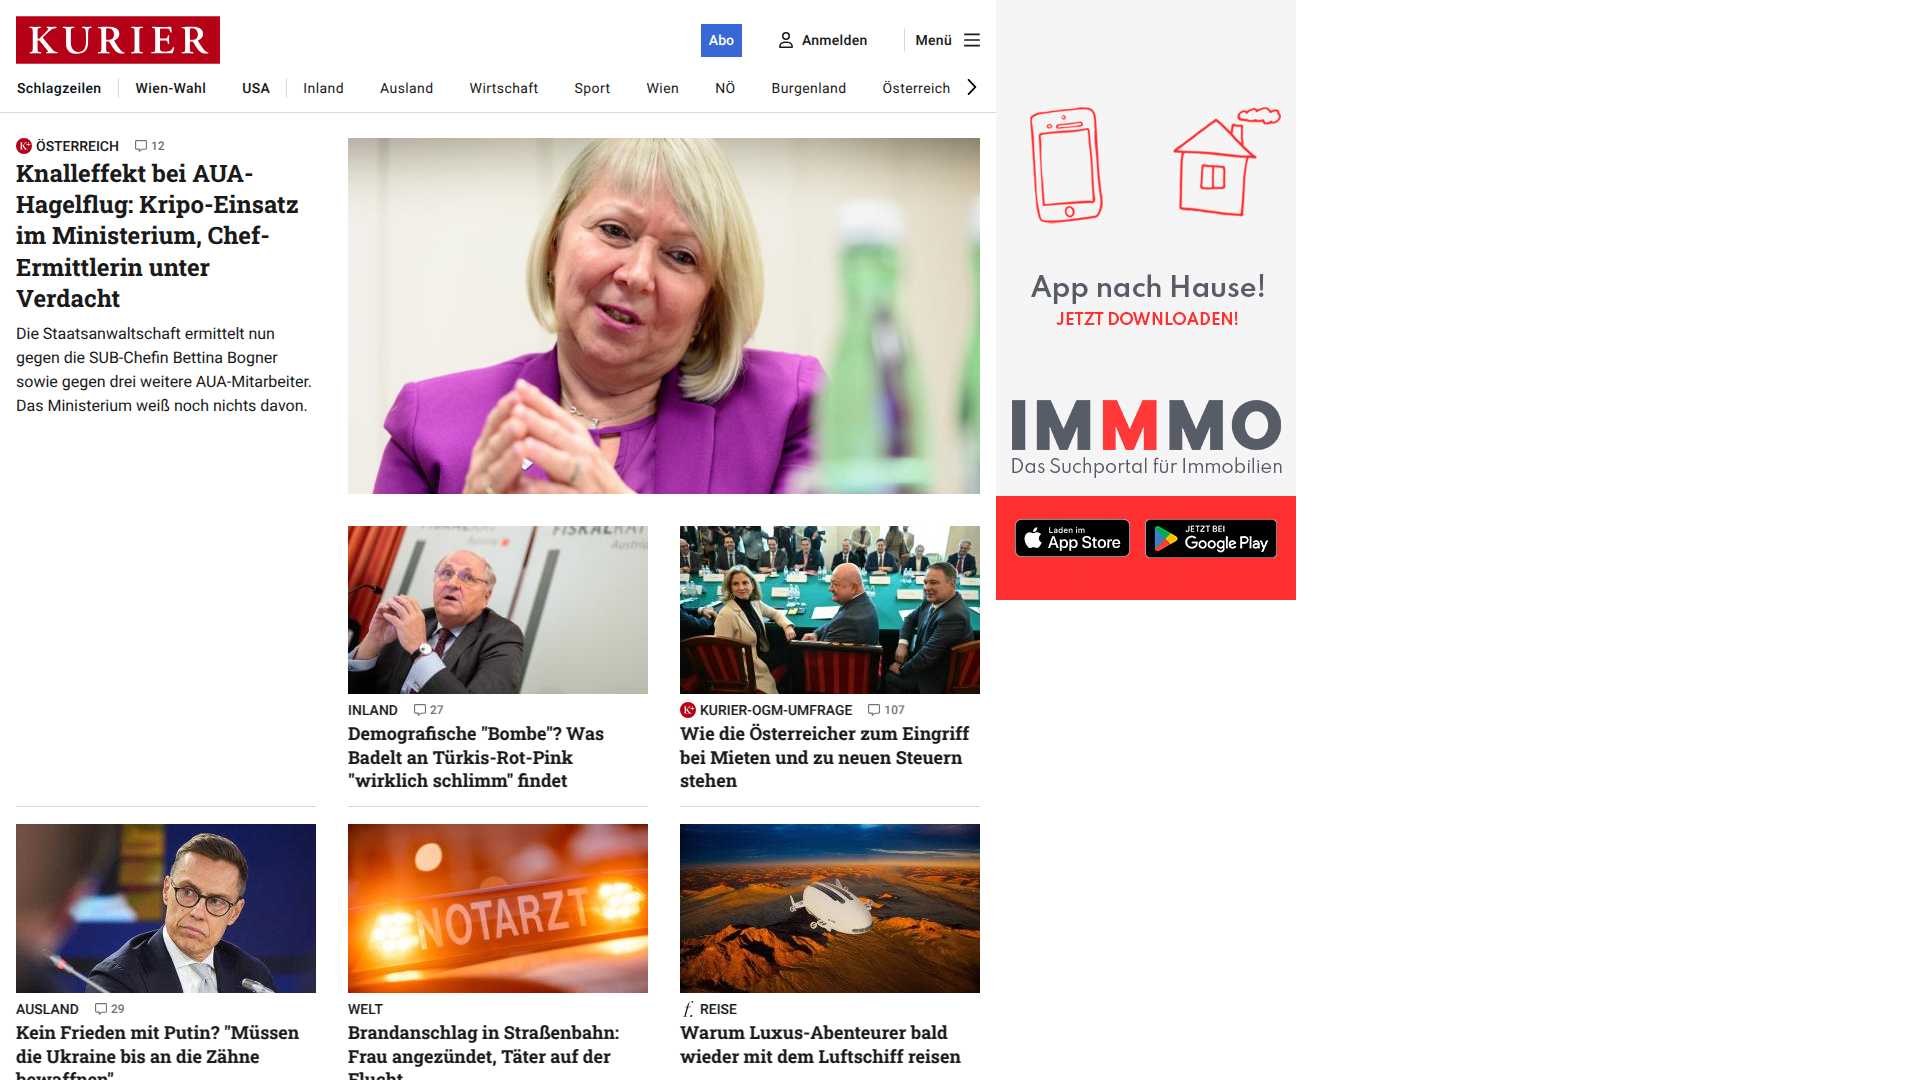 KURIER
Abo
Anmelden
Menü
Schlagzeilen
Wien-Wahl
USA
Inland
Ausland
Wirtschaft
Sport
Wien
NÖ
Burgenland
Österreich
K+ ÖSTERREICH 12
Knalleffekt bei AUA-
Hagelflug: Kripo-Einsatz
im Ministerium, Chef-
Ermittlerin unter
Verdacht
Die Staatsanwaltschaft ermittelt nun
gegen die SUB-Chefin Bettina Bogner
sowie gegen drei weitere AUA-Mitarbeiter.
Das Ministerium weiß noch nichts davon.
FISKALRAT
Austria
INLAND 27
Demografische "Bombe"? Was
Badelt an Türkis-Rot-Pink
"wirklich schlimm" findet
K+ KURIER-OGM-UMFRAGE 107
Wie die Österreicher zum Eingriff
bei Mieten und zu neuen Steuern
stehen
AUSLAND 29
Kein Frieden mit Putin? "Müssen
die Ukraine bis an die Zähne
bewaffnen"
NOTARZT
WELT
Brandanschlag in Straßenbahn:
Frau angezündet, Täter auf der
Flucht
f. REISE
Warum Luxus-Abenteurer bald
wieder mit dem Luftschiff reisen
App nach Hause!
JETZT DOWNLOADEN!
IMMMO
Das Suchportal für Immobilien
Laden im
App Store
JETZT BEI
Google Play